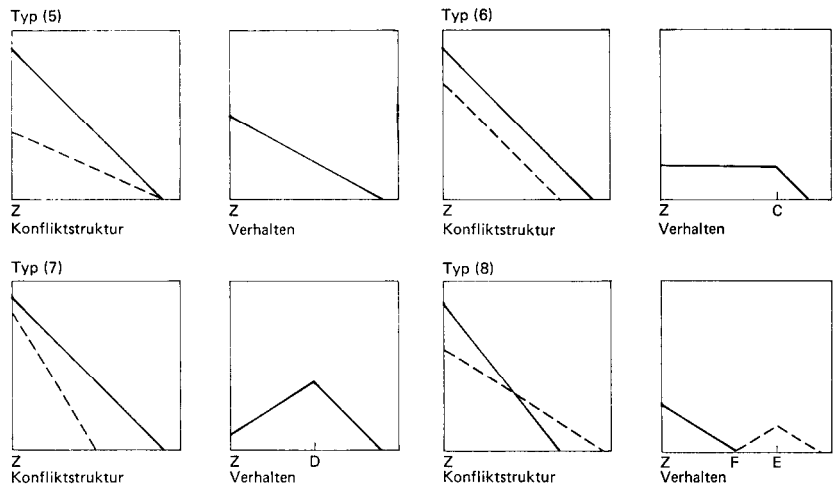 Typ (5)
Z
Konfliktstruktur
Z
Verhalten
Typ (6)
Z
Konfliktstruktur
Z C
Verhalten
Typ (7)
Z
Konfliktstruktur
Z D
Verhalten
Typ (8)
Z
Konfliktstruktur
Z F E
Verhalten